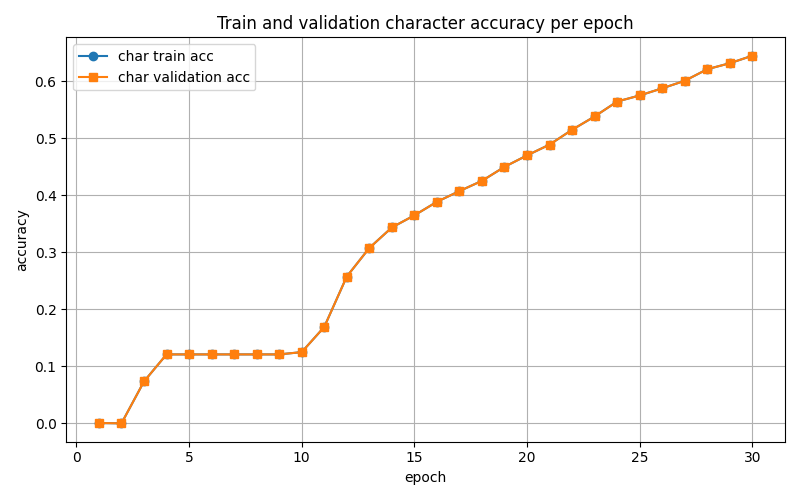 Train and validation character accuracy per epoch
char train acc
char validation acc
0.6
0.5
0.4
0.3
0.2
0.1
0.0
accuracy
0 5 10 15 20 25 30
epoch